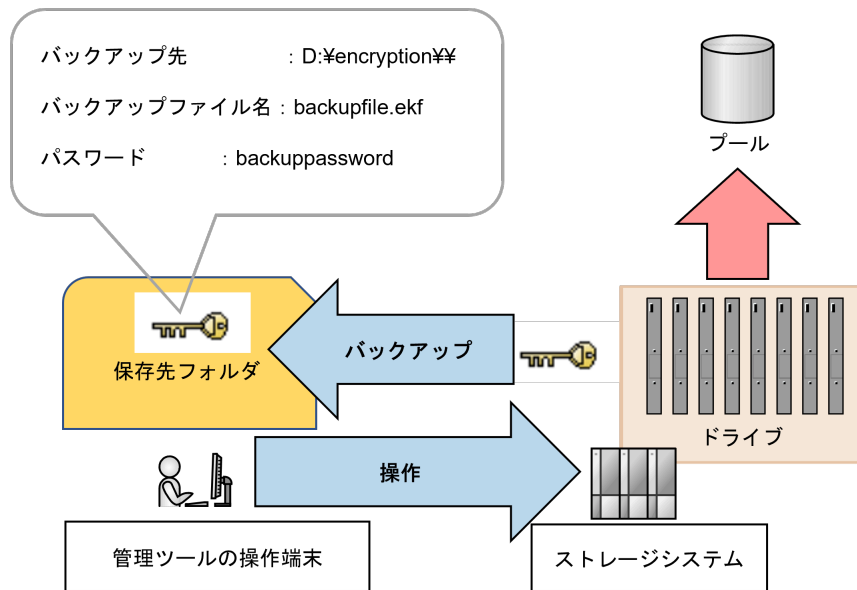 バックアップ先 : D:¥encryption¥¥
バックアップファイル名 : backupfile.ekf
パスワード : backuppassword
プール
バックアップ
保存先フォルダ
ドライブ
操作
管理ツールの操作端末
ストレージシステム